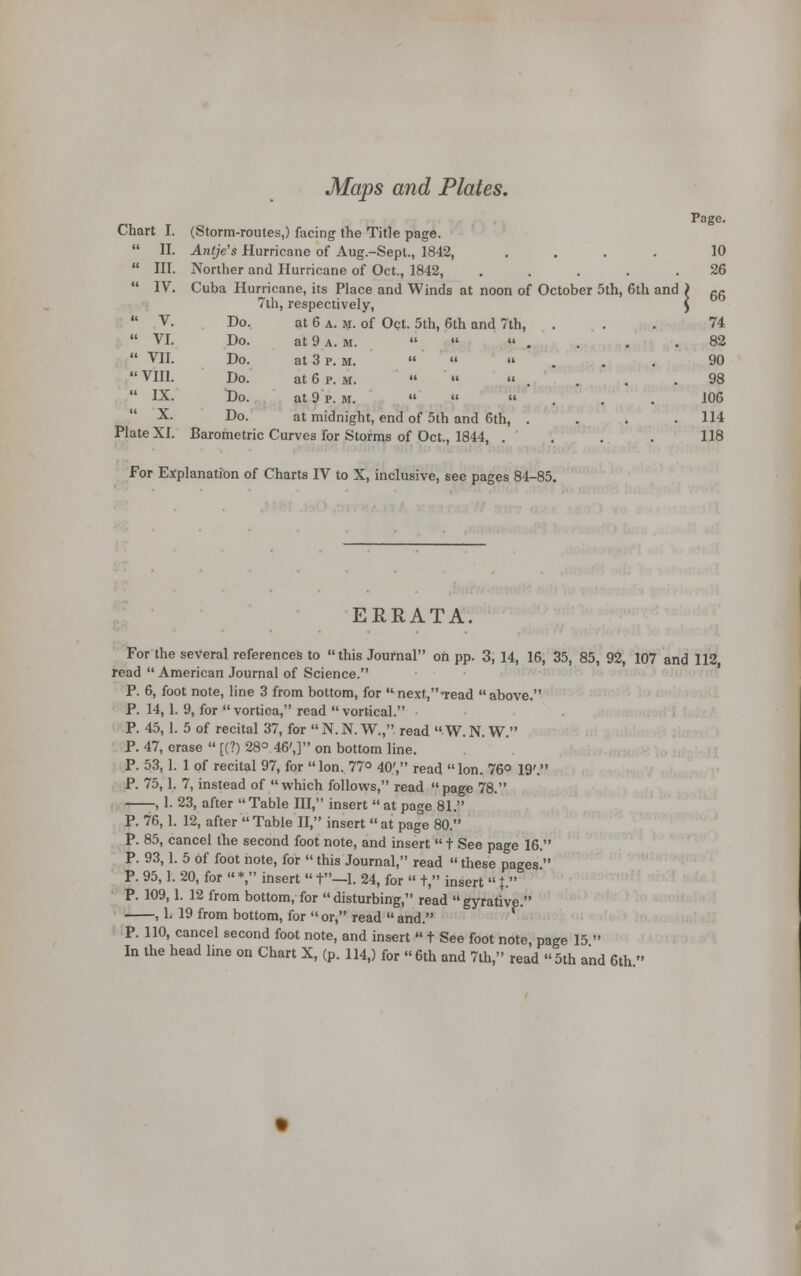 Maps and Plates.
Page.
Chart I. (Storm-routes,) facing the Title page.
“ II. Antje's Hurricane of Aug.-Sept., 1842, . . . . 10
“ III. Norther and Hurricane of Oct., 1842, . . . . . 26
“ IV. Cuba Hurricane, its Place and Winds at noon of October 5th, 6th and 7th, respectively, } 66
“ V. Do. at 6 A. M. of Oct. 5th, 6th and 7th, . . . 74
“ VI. Do. at 9 A. M. “ “ “ . . . . 82
“ VII. Do. at 3 P. M. “ “ “ . . . 90
“ VIII. Do. at 6 P. M. “ “ “ . . . . 98
“ IX. Do. at 9 P. M. “ “ “ . . . 106
“ X. Do. at midnight, end of 5th and 6th, . . . . 114
Plate XI. Barometric Curves for Storms of Oct., 1844, . . . . 118
For Explanation of Charts IV to X, inclusive, see pages 84-85.
ERRATA.
For the several references to “this Journal” on pp. 3, 14, 16, 35, 85, 92, 107 and 112,
read “American Journal of Science.”
P. 6, foot note, line 3 from bottom, for “next,” read “above.”
P. 14, l. 9, for “vortica,” read “vortical.”
P. 45, l. 5 of recital 37, for “N. N. W.,” read “W. N. W.”
P. 47, erase “[(?) 28° 46′,]” on bottom line.
P. 53, l. 1 of recital 97, for “lon. 77° 40′,” read “lon. 76° 19′.”
P. 75, l. 7, instead of “which follows,” read “page 78.”
——, l. 23, after “Table III,” insert “at page 81.”
P. 76, l. 12, after “Table II,” insert “at page 80.”
P. 85, cancel the second foot note, and insert “† See page 16.”
P. 93, l. 5 of foot note, for “this Journal,” read “these pages.”
P. 95, l. 20, for “*,” insert “†”—l. 24, for “†,” insert “‡.”
P. 109, l. 12 from bottom, for “disturbing,” read “gyrative.”
——, l. 19 from bottom, for “or,” read “and.”
P. 110, cancel second foot note, and insert “† See foot note, page 15.”
In the head line on Chart X, (p. 114,) for “6th and 7th,” read “5th and 6th.”